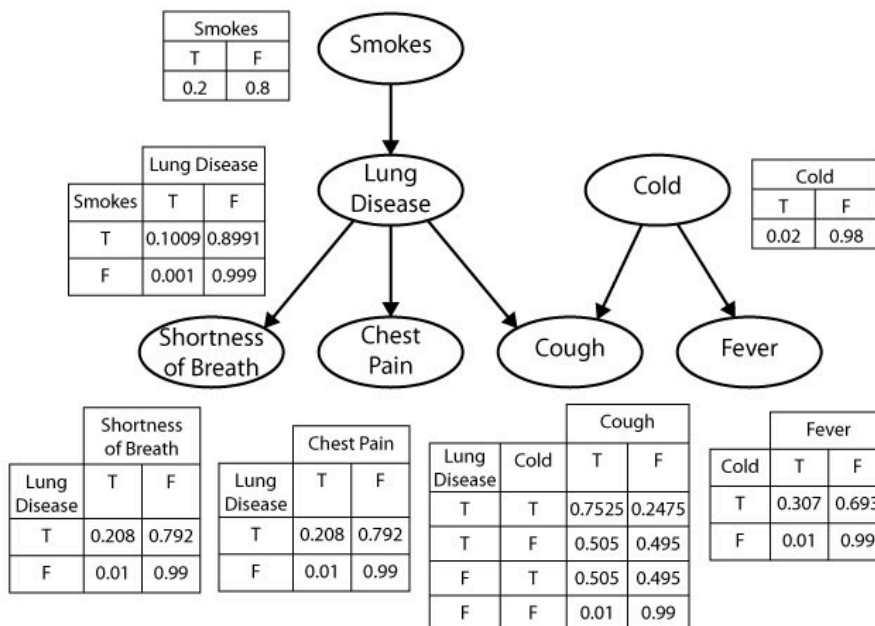 Smokes
T F
0.2 0.8
Smokes
Lung Disease
Smokes T F
T 0.1009 0.8991
F 0.001 0.999
Lung
Disease
Cold
Cold
T F
0.02 0.98
Shortness
of Breath
Chest
Pain
Cough
Fever
Shortness
of Breath
Lung
Disease T F
T 0.208 0.792
F 0.01 0.99
Chest Pain
Lung
Disease T F
T 0.208 0.792
F 0.01 0.99
Cough
Lung
Disease Cold T F
T T 0.7525 0.2475
T F 0.505 0.495
F T 0.505 0.495
F F 0.01 0.99
Fever
Cold T F
T 0.307 0.693
F 0.01 0.99